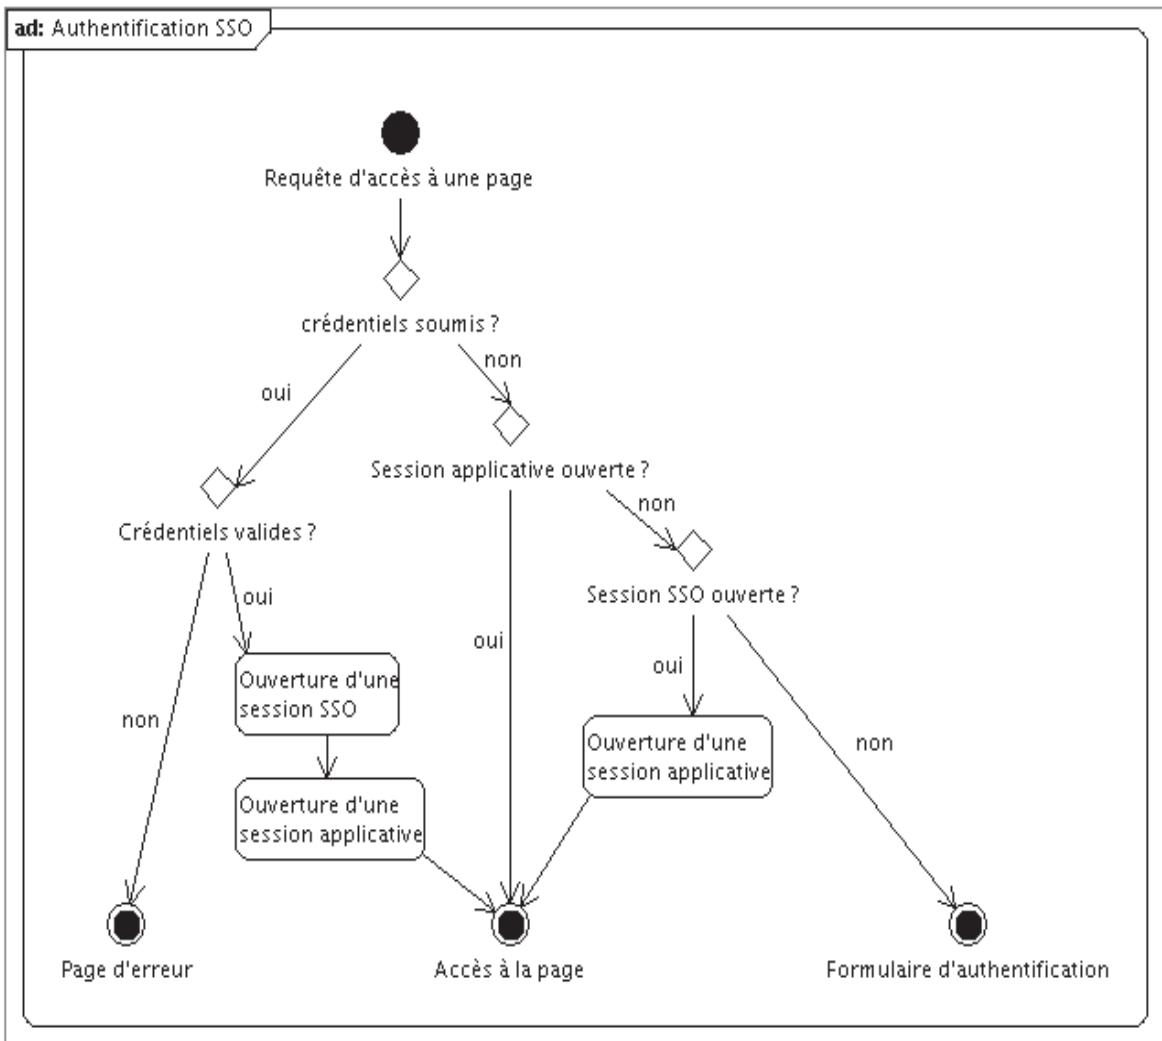 ad: Authentification SSO
Requête d'accès à une page
crédentiels soumis ?
non
oui
Session applicative ouverte ?
non
Crédentiels valides ?
Session SSO ouverte ?
oui
oui
oui
Ouverture d'une
session SSO
non
Ouverture d'une
session applicative
non
Ouverture d'une
session applicative
Page d'erreur
Accès à la page
Formulaire d'authentification